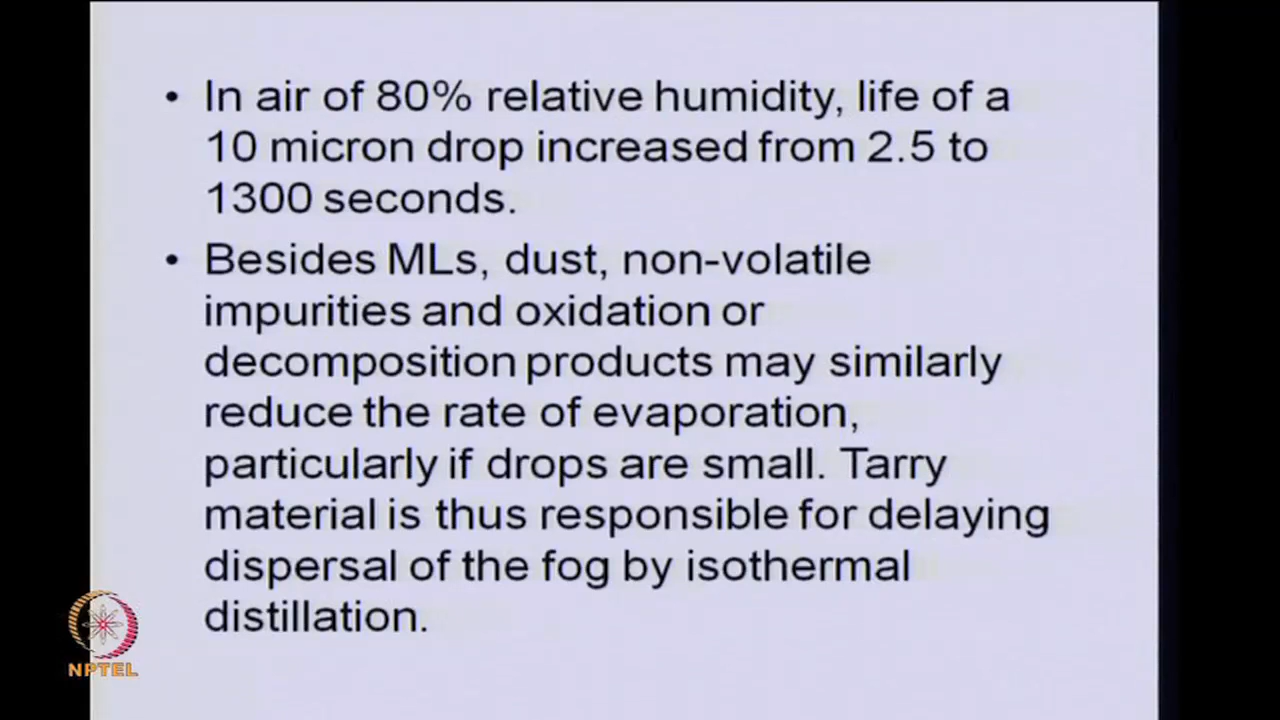 • In air of 80% relative humidity, life of a
10 micron drop increased from 2.5 to
1300 seconds.
• Besides MLs, dust, non-volatile
impurities and oxidation or
decomposition products may similarly
reduce the rate of evaporation,
particularly if drops are small. Tarry
material is thus responsible for delaying
dispersal of the fog by isothermal
distillation.
NPTEL